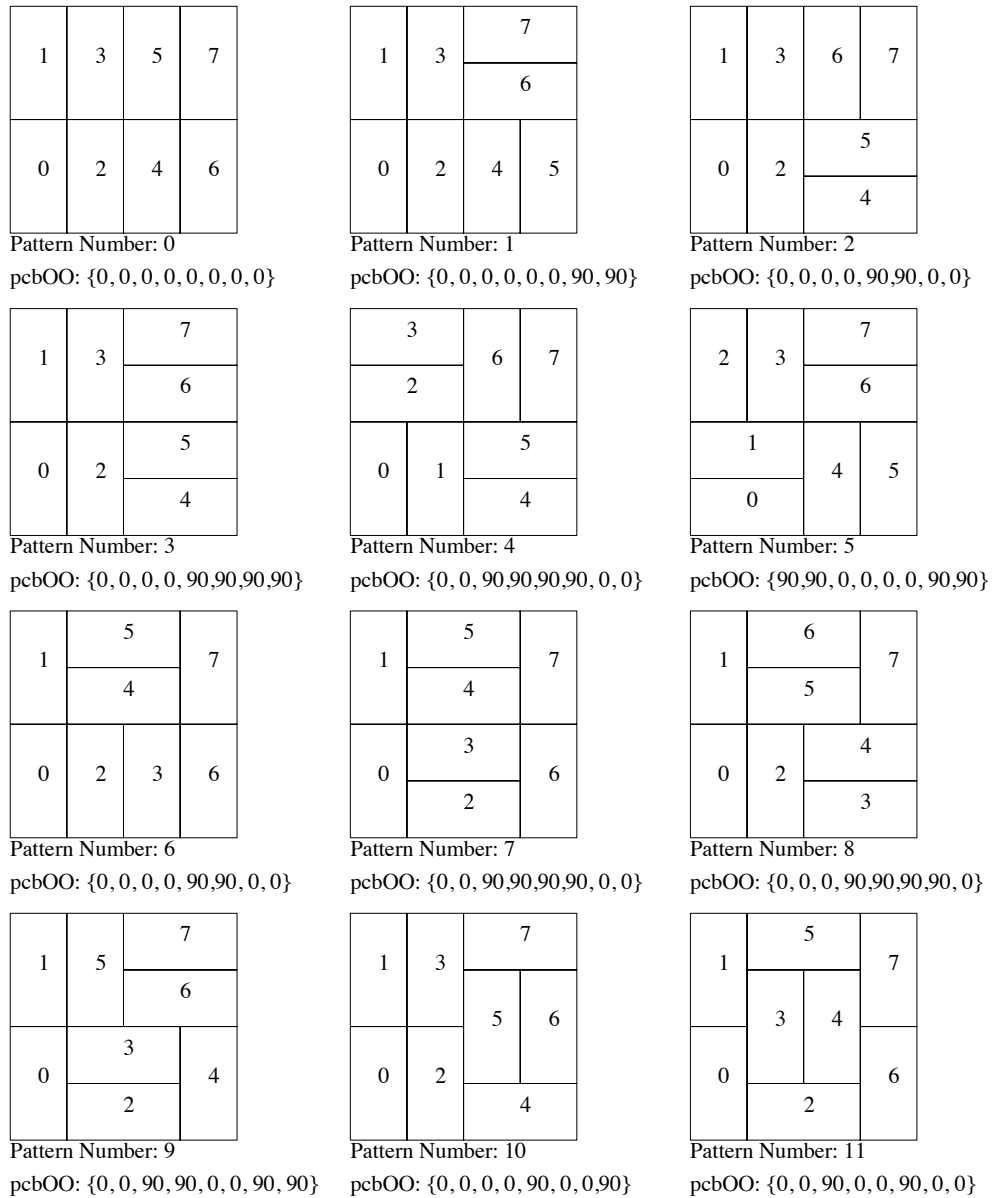 1 3 5 7
0 2 4 6
Pattern Number: 0
pcbOO: {0, 0, 0, 0, 0, 0, 0, 0}
7
1 3
6
0 2 4 5
Pattern Number: 1
pcbOO: {0, 0, 0, 0, 0, 0, 90, 90}
1 3 6 7
5
0 2
4
Pattern Number: 2
pcbOO: {0, 0, 0, 0, 90,90, 0, 0}
7
1 3
6
5
0 2
4
Pattern Number: 3
pcbOO: {0, 0, 0, 0, 90,90,90,90}
3
6 7
2
5
0 1
4
Pattern Number: 4
pcbOO: {0, 0, 90,90,90,90, 0, 0}
7
2 3
6
1
4 5
0
Pattern Number: 5
pcbOO: {90,90, 0, 0, 0, 0, 90,90}
5
1 7
4
0 2 3 6
Pattern Number: 6
pcbOO: {0, 0, 0, 0, 90,90, 0, 0}
5
1 7
4
3
0 6
2
Pattern Number: 7
pcbOO: {0, 0, 90,90,90,90, 0, 0}
6
1 7
5
4
0 2
3
Pattern Number: 8
pcbOO: {0, 0, 0, 90,90,90,90, 0}
7
1 5
6
3
0 4
2
Pattern Number: 9
pcbOO: {0, 0, 90, 90, 0, 0, 90, 90}
7
1 3
5 6
0 2
4
Pattern Number: 10
pcbOO: {0, 0, 0, 0, 90, 0, 0,90}
5
1 7
3 4
0 6
2
Pattern Number: 11
pcbOO: {0, 0, 90, 0, 0, 90, 0, 0}